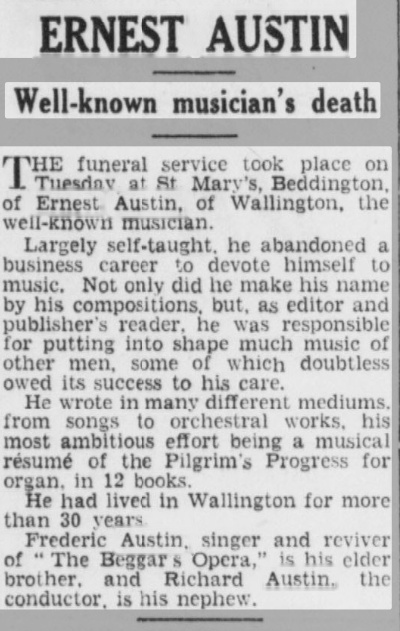 ERNEST AUSTIN
Well-known musician's death
THE funeral service took place on
Tuesday at St Mary's, Beddington,
of Ernest Austin, of Wallington, the
well-known musician.
Largely self-taught, he abandoned a
business career to devote himself to
music. Not only did he make his name
by his compositions, but, as editor and
publisher's reader, he was responsible
for putting into shape much music of
other men, some of which doubtless
owed its success to his care.
He wrote in many different mediums,
from songs to orchestral works, his
most ambitious effort being a musical
résumé of the Pilgrim's Progress for
organ, in 12 books.
He had lived in Wallington for more
than 30 years
Frederic Austin, singer and reviver
of "The Beggar's Opera," is his elder
brother, and Richard Austin, the
conductor, is his nephew.